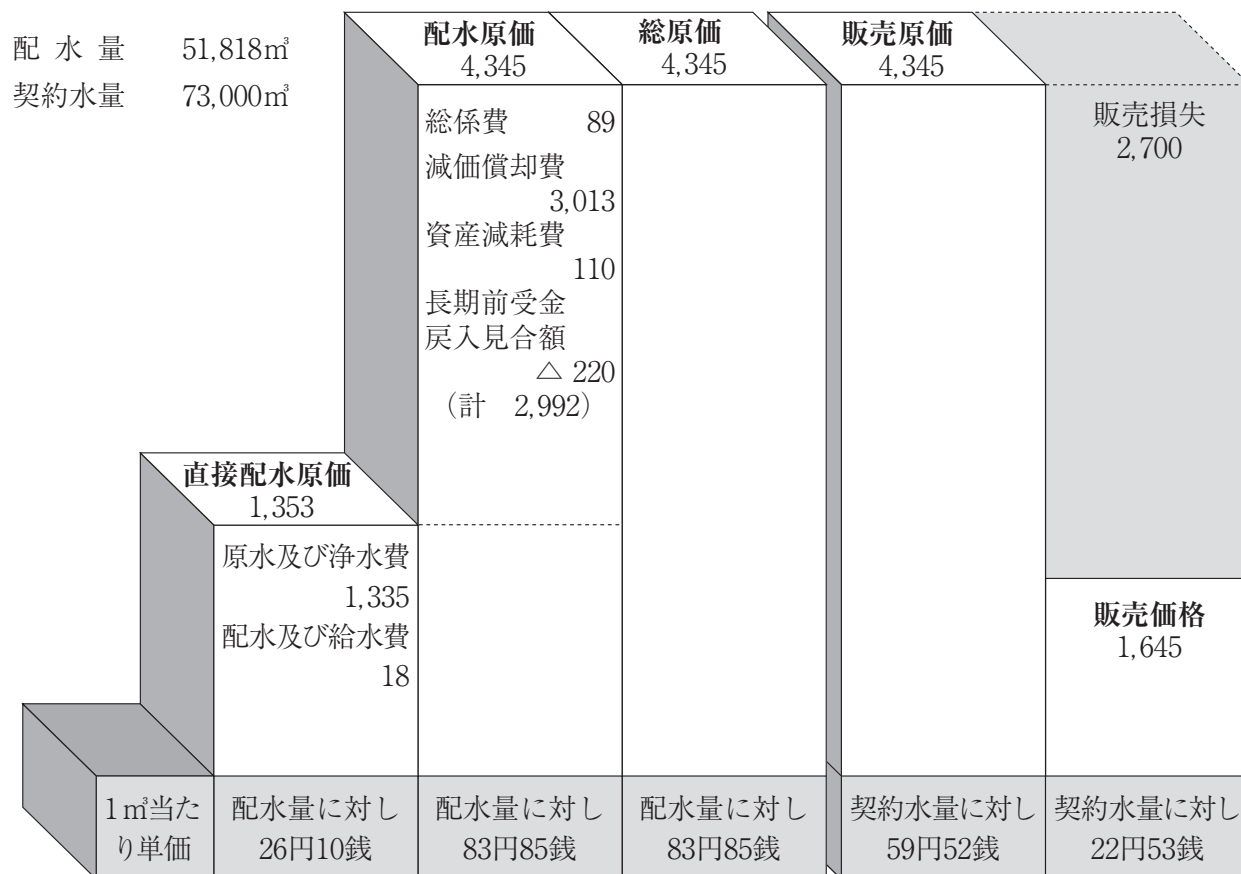 配水量 51,818㎥
契約水量 73,000㎥
配水原価
4,345
総係費 89
減価償却費
3,013
資産減耗費
110
長期前受金
戻入見合額
△ 220
(計 2,992)
総原価
4,345
販売原価
4,345
販売損失
2,700
直接配水原価
1,353
原水及び浄水費
1,335
配水及び給水費
18
販売価格
1,645
1㎥当た
り単価
配水量に対し
26円10銭
配水量に対し
83円85銭
配水量に対し
83円85銭
契約水量に対し
59円52銭
契約水量に対し
22円53銭